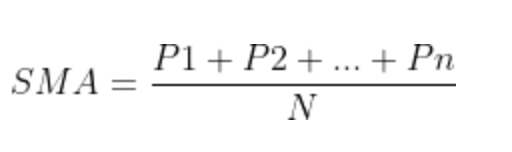 SMA = P1 + P2 + ... + Pn / N